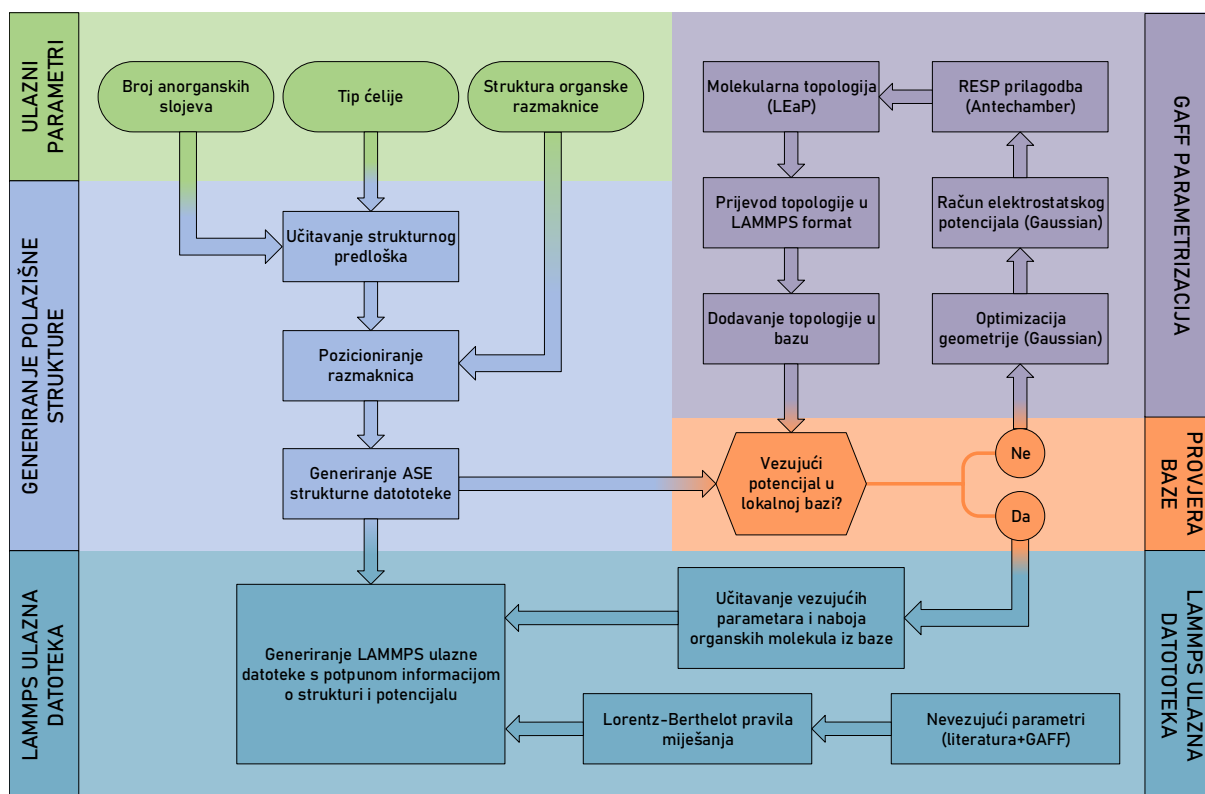 ULAZNI
PARAMETRI
Broj anorganskih
slojeva
Tip ćelije
Struktura organske
razmaknice
GENERIRANJE POLAZIŠNE
STRUKTURE
Učitavanje strukturnog
predloška
Pozicioniranje
razmaknica
Generiranje ASE
strukturne datototeke
GAFF PARAMETRIZACIJA
Molekularna topologija
(LEaP)
RESP prilagodba
(Antechamber)
Prijevod topologije u
LAMMPS format
Račun elektrostatskog
potencijala (Gaussian)
Dodavanje topologije u
bazu
Optimizacija
geometrije (Gaussian)
PROVJERA
BAZE
Vezujući
potencijal u
lokalnoj bazi?
Ne
Da
LAMMPS ULAZNA
DATOTEKA
Generiranje LAMMPS ulazne
datoteke s potpunom informacijom
o strukturi i potencijalu
Učitavanje vezujućih
parametara i naboja
organskih molekula iz baze
Lorentz-Berthelot pravila
miješanja
Nevezujući parametri
(literatura+GAFF)
LAMMPS ULAZNA
DATOTOTEKA